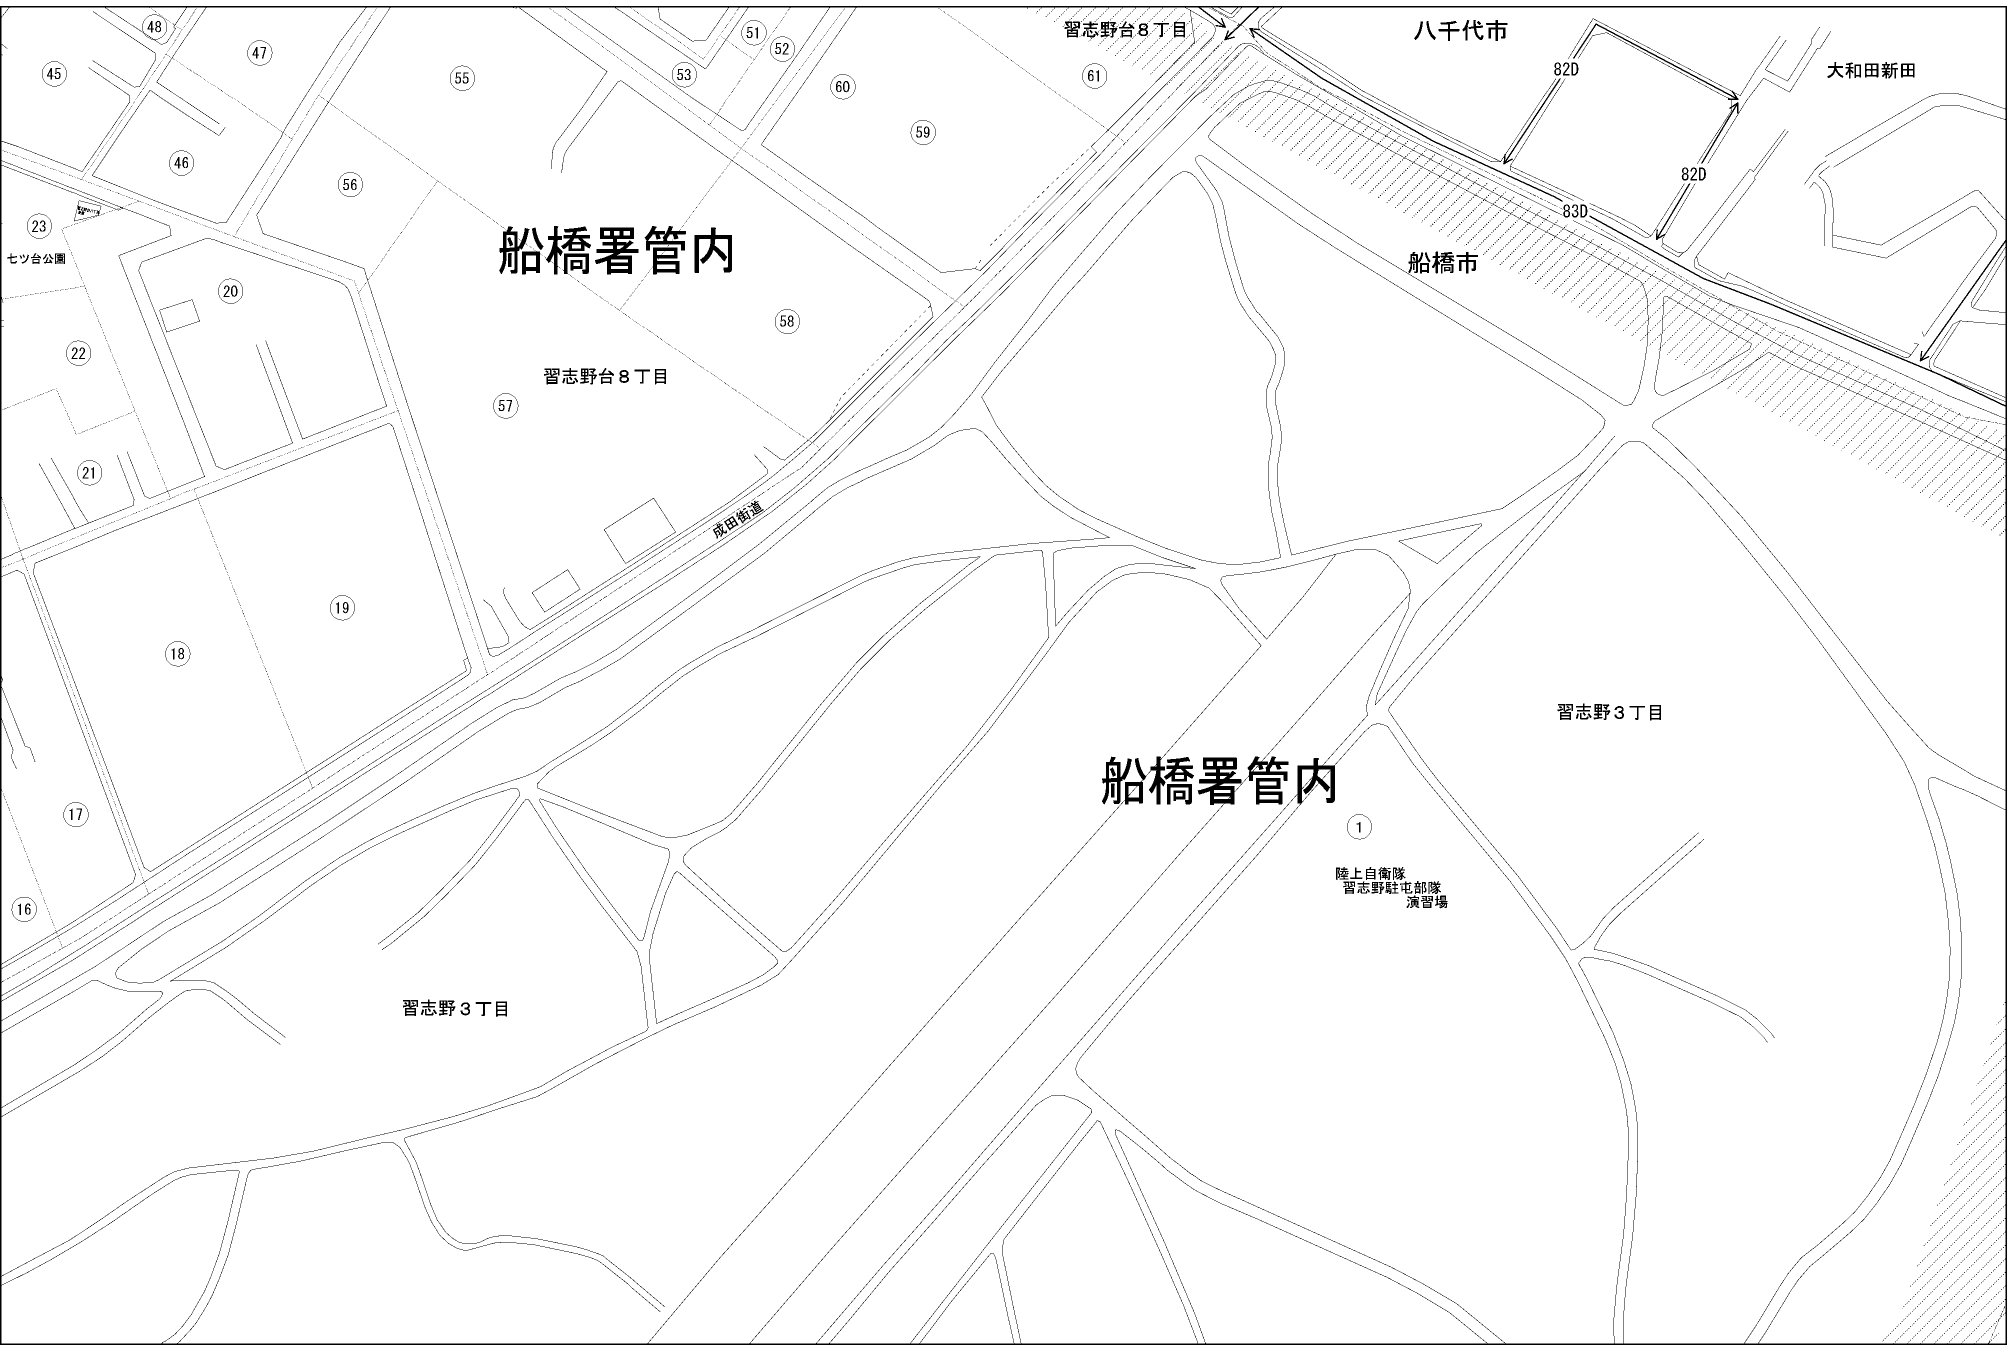 48
47
45
46
55
51
52
53
60
59
習志野台８丁目
61
八千代市
82D
大和田新田
82D
83D
船橋市
56
23
七ツ台公園
船橋署管内
20
22
58
習志野台８丁目
57
21
成田街道
19
18
習志野３丁目
船橋署管内
17
1
陸上自衛隊
習志野駐屯部隊
演習場
16
習志野３丁目